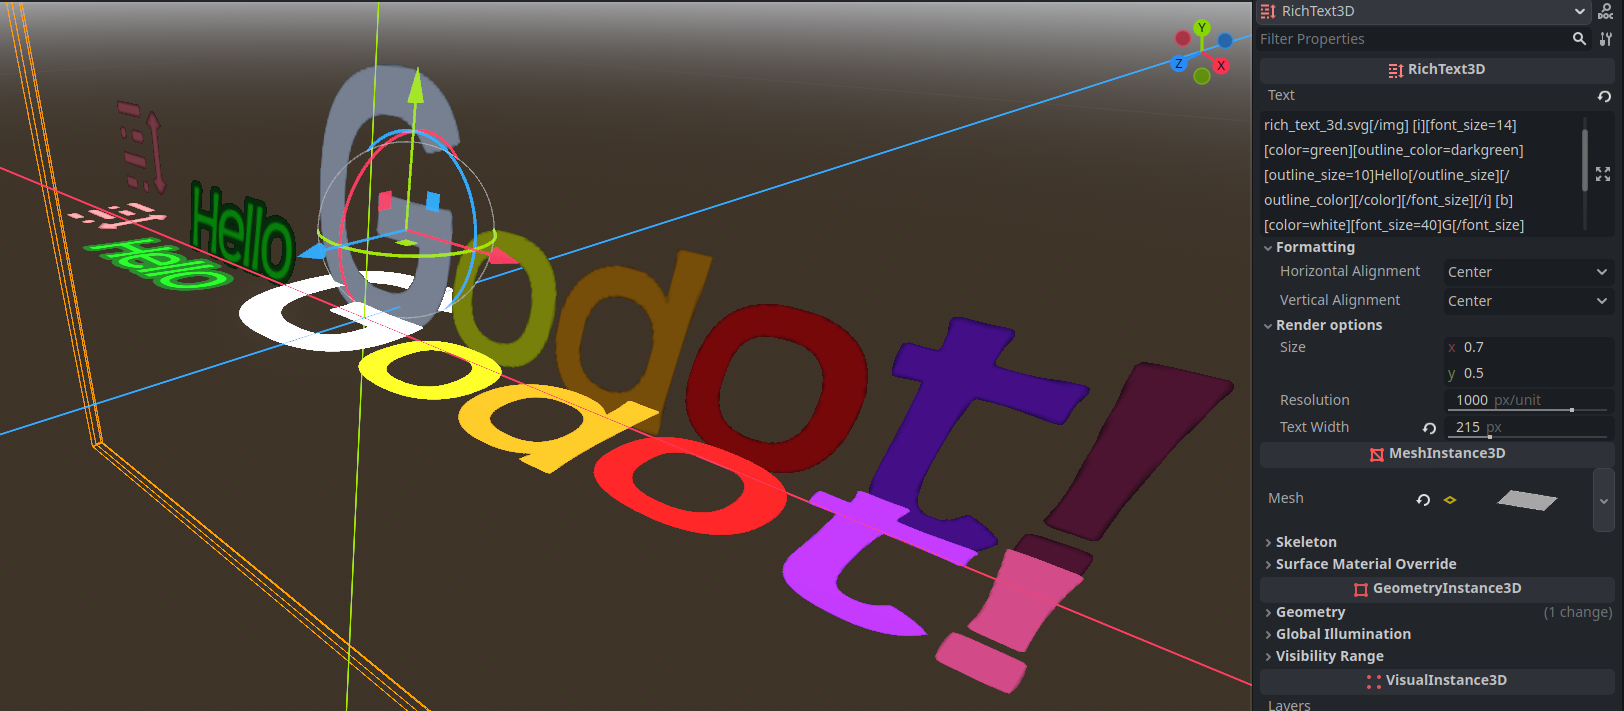 Hello
Godot!
Hello
Godot!
Y
Z
X
RichText3D
DOC
Filter Properties
RichText3D
Text
rich_text_3d.svg[/img] [i][font_size=14]
[color=green][outline_color=darkgreen]
[outline_size=10]Hello[/outline_size][/
outline_color][/color][/font_size][/i] [b]
[color=white][font_size=40]G[/font_size]
Formatting
Horizontal Alignment Center
Vertical Alignment Center
Render options
Size x 0.7
y 0.5
Resolution 1000 px/unit
Text Width 215 px
MeshInstance3D
Mesh
Skeleton
Surface Material Override
GeometryInstance3D
Geometry (1 change)
Global Illumination
Visibility Range
VisualInstance3D
Layers